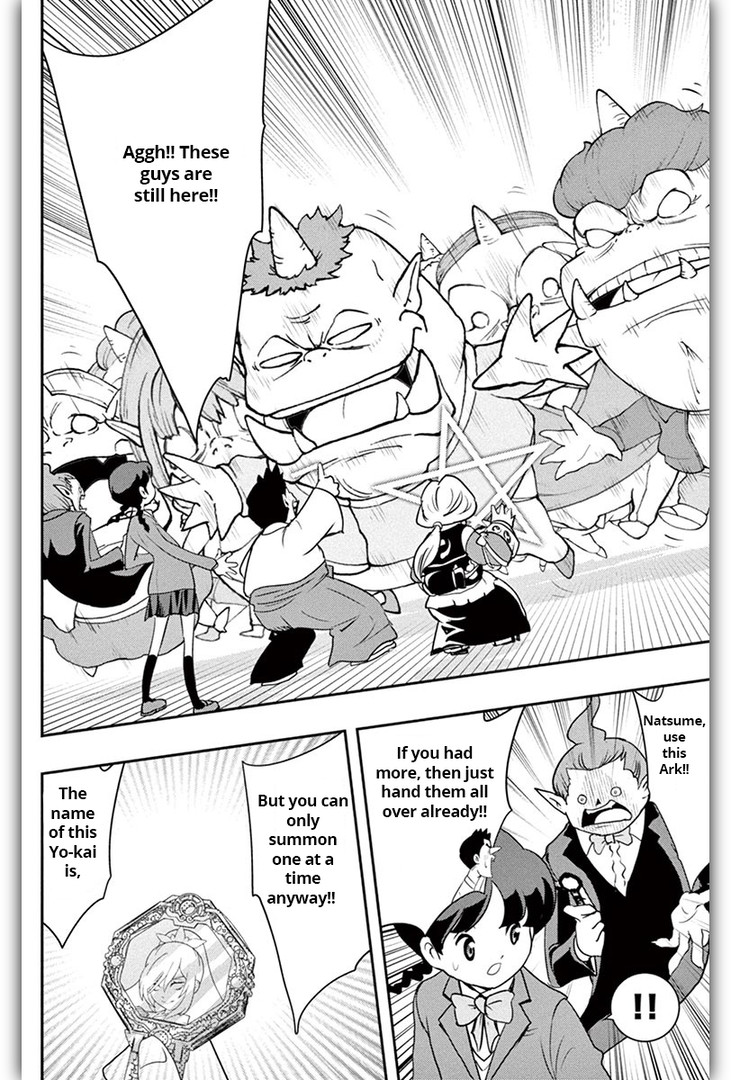 Aggh!! These
guys are
still here!!
Natsume,
use
this
Ark!!
If you had
more, then just
hand them all
over already!!
!!
But you can
only
summon
one at a
time
anyway!!
The
name
of this
Yo-kai
is,